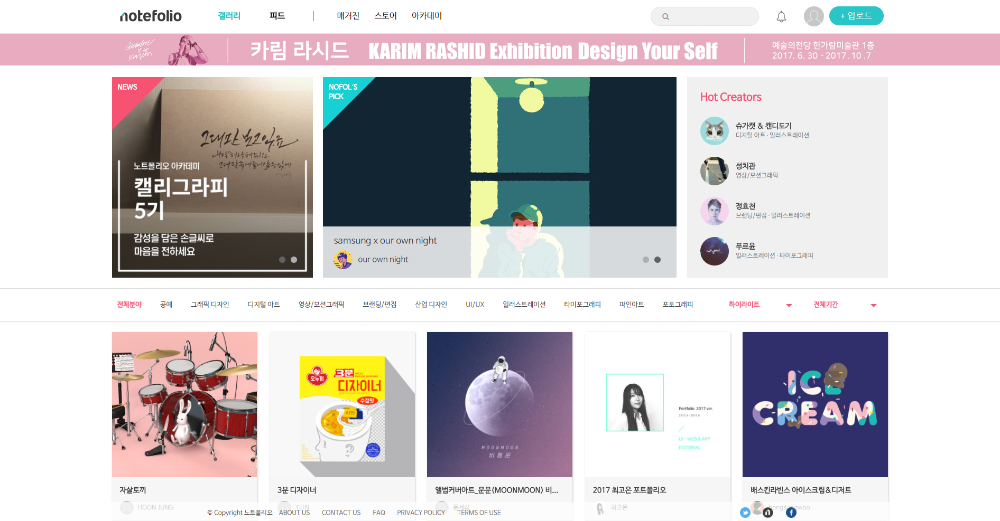 notefolio
갤러리
피드
매거진
스토어
아카데미
+ 업로드
카림 라시드
KARIM RASHID Exhibition Design Your Self
예술의전당 한가람미술관 1층
2017. 6. 30 - 2017 . 10 . 7
NEWS
그대만 보고 있죠
노트폴리오 아카데미
캘리그라피
5기
감성을 담은 손글씨로
마음을 전하세요
NOFOL'S
PICK
samsung x our own night
our own night
Hot Creators
슈가캣 & 캔디도기
디지털 아트 · 일러스트레이션
성치관
영상/모션그래픽
정효천
브랜딩/편집 · 일러스트레이션
푸르윤
일러스트레이션 · 타이포그래피
전체분야
공예
그래픽 디자인
디지털 아트
영상/모션그래픽
브랜딩/편집
산업 디자인
UI/UX
일러스트레이션
타이포그래피
파인아트
포토그래피
하이라이트
전체기간
오누끼
3분
디자이너
수정맛
시안
MOONMOON
비행운
Portfolio 2017 ver.
UI - WEB & APP
EDITORIAL
ICE
CREAM
자살토끼
HOON JUNG
3분 디자이너
YEIN
앨범커버아트_문문(MOONMOON) 비...
윤세라
2017 최고은 포트폴리오
최고은
배스킨라빈스 아이스크림&디저트
hongsungwoo
© Copyright 노트폴리오
ABOUT US
CONTACT US
FAQ
PRIVACY POLICY
TERMS OF USE